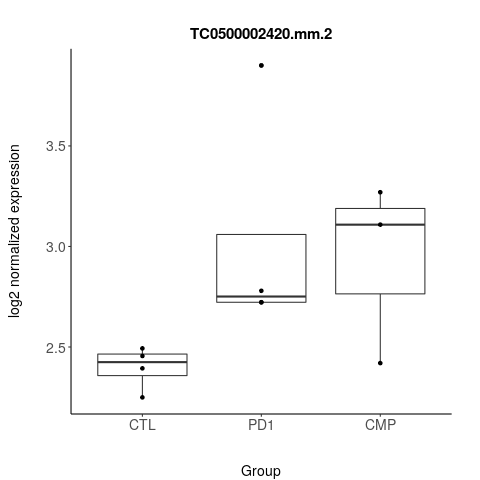 TC0500002420.mm.2
log2 normalized expression
3.5
3.0
2.5
CTL
PD1
CMP
Group